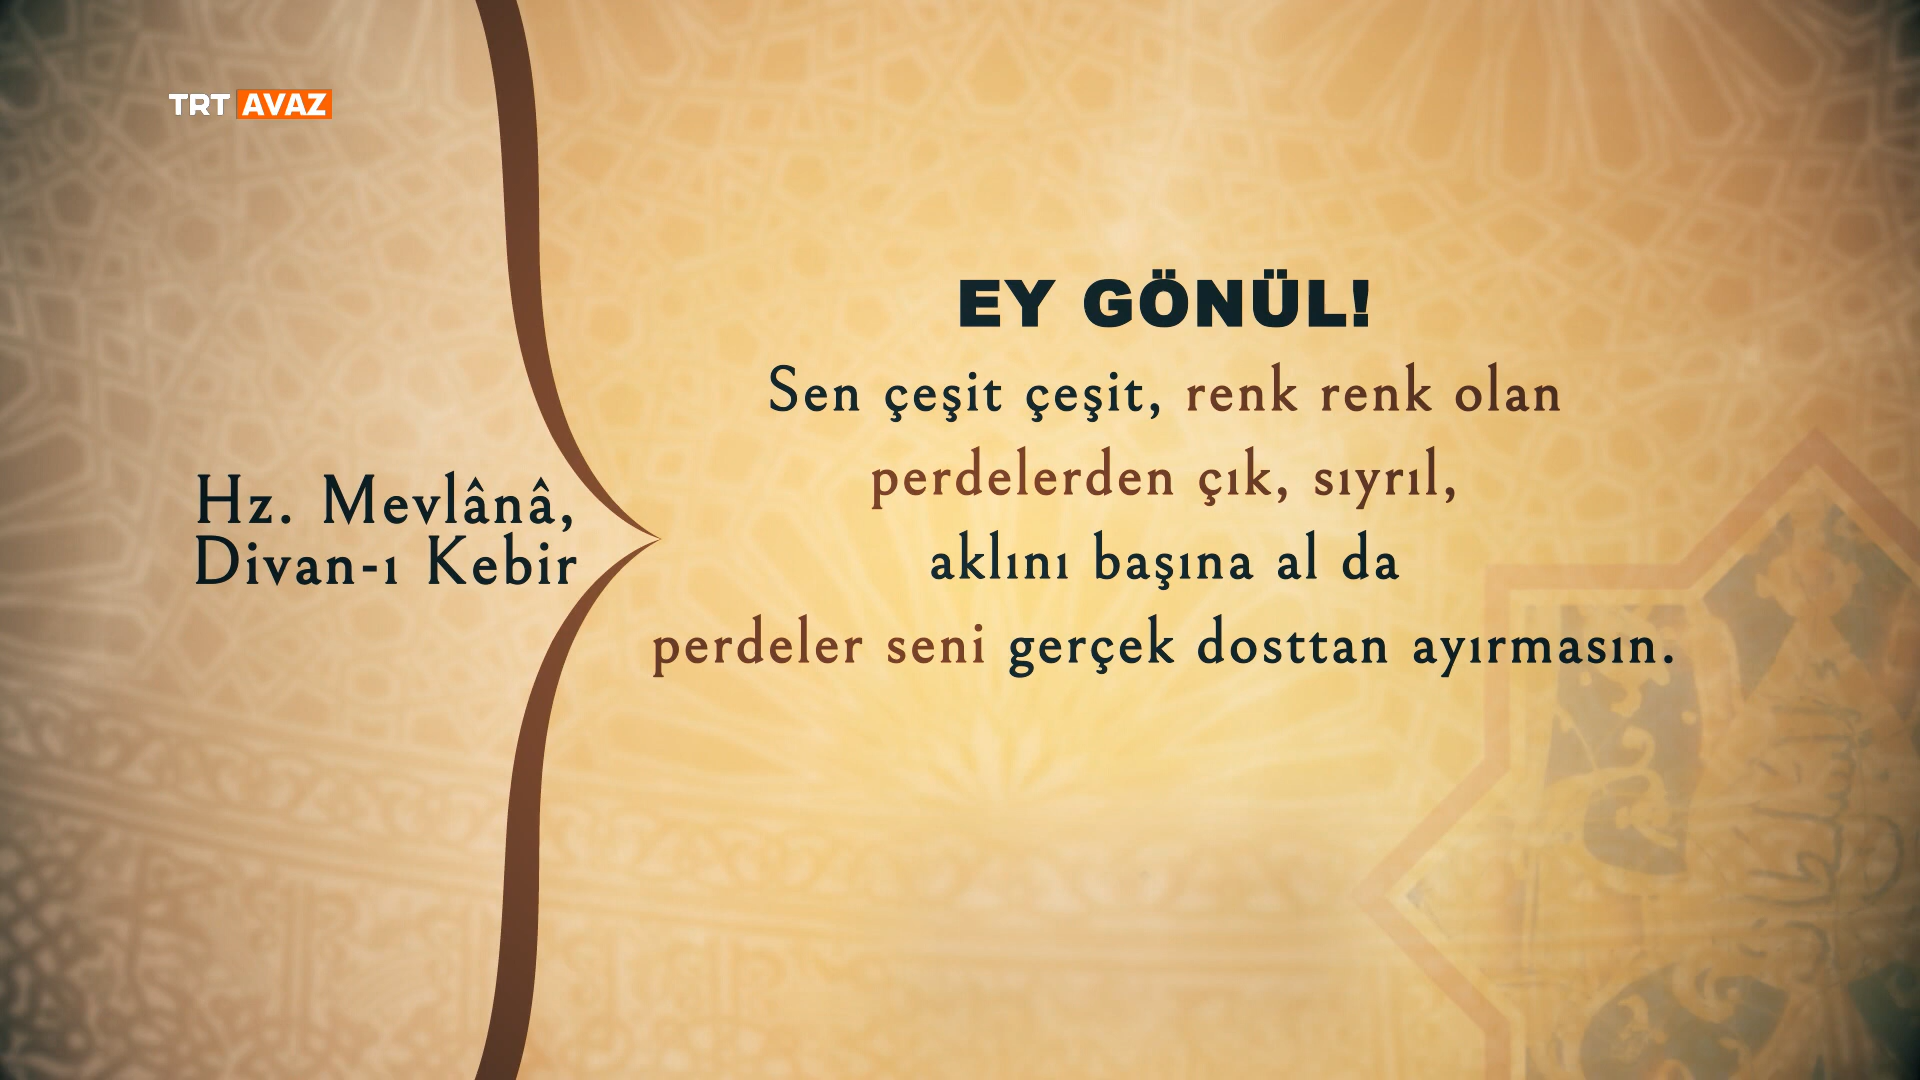 TRT AVAZ
Hz. Mevlânâ,
Divan-ı Kebir
EY GÖNÜL!
Sen çeşit çeşit, renk renk olan
perdelerden çık, sıyrıl,
aklını başına al da
perdeler seni gerçek dosttan ayırmasın.